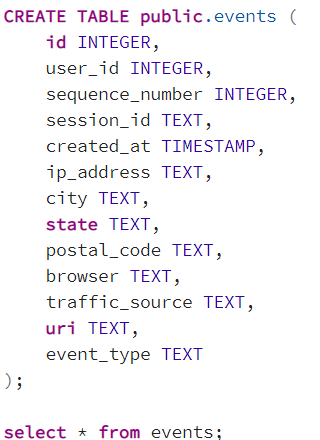 CREATE TABLE public.events (
    id INTEGER,
    user_id INTEGER,
    sequence_number INTEGER,
    session_id TEXT,
    created_at TIMESTAMP,
    ip_address TEXT,
    city TEXT,
    state TEXT,
    postal_code TEXT,
    browser TEXT,
    traffic_source TEXT,
    uri TEXT,
    event_type TEXT
);

select * from events;